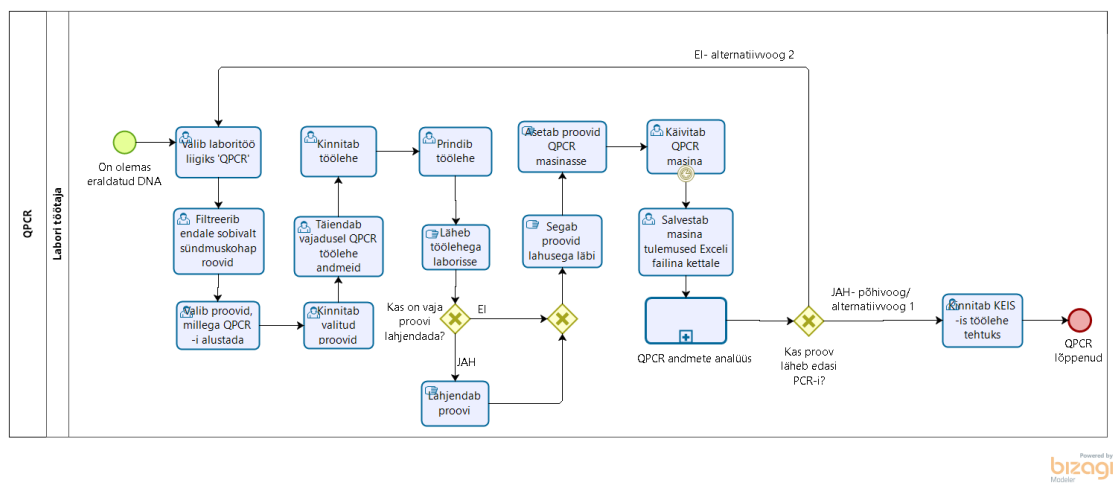 QPCR
Labori töötaja
EI- alternatiivvoog 2
On olemas
eraldatud DNA
Valib laboritöö
liigiks 'QPCR'
Filtreerib
endale sobivalt
sündmuskohap
roovid
Valib proovid,
millega QPCR
-i alustada
Kinnitab
valitud
proovid
Täiendab
vajadusel QPCR
töölehe
andmeid
Kinnitab
töölehe
Prindib
töölehe
Läheb
töölehega
laborisse
Kas on vaja
proovi
lahjendada?
EI
JAH
Lahjendab
proovi
Segab
proovid
lahusega läbi
Asetab proovid
QPCR
masinasse
Käivitab
QPCR
masina
Salvestab
masina
tulemused Exceli
failina kettale
QPCR andmete analüüs
Kas proov
läheb edasi
PCR-i?
JAH- põhivoog/
alternatiivvoog 1
Kinnitab KEIS
-is töölehe
tehtuks
QPCR
lõppenud
Powered by
bizagi
Modeler